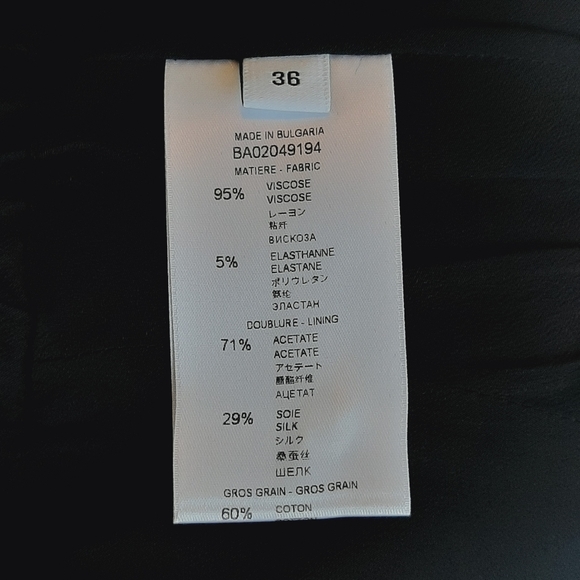 36
MADE IN BULGARIA
BA02049194
MATIERE - FABRIC
95% VISCOSE
VISCOSE
レーヨン
粘纤
ВИСКОЗА
5% ELASTHANNE
ELASTANE
ポリウレタン
氨纶
ЭЛАСТАН
DOUBLURE - LINING
71% ACETATE
ACETATE
アセテート
醋酯纤维
АЦЕТАТ
29% SOIE
SILK
シルク
桑蚕丝
ШЕЛК
GROS GRAIN - GROS GRAIN
60% COTON